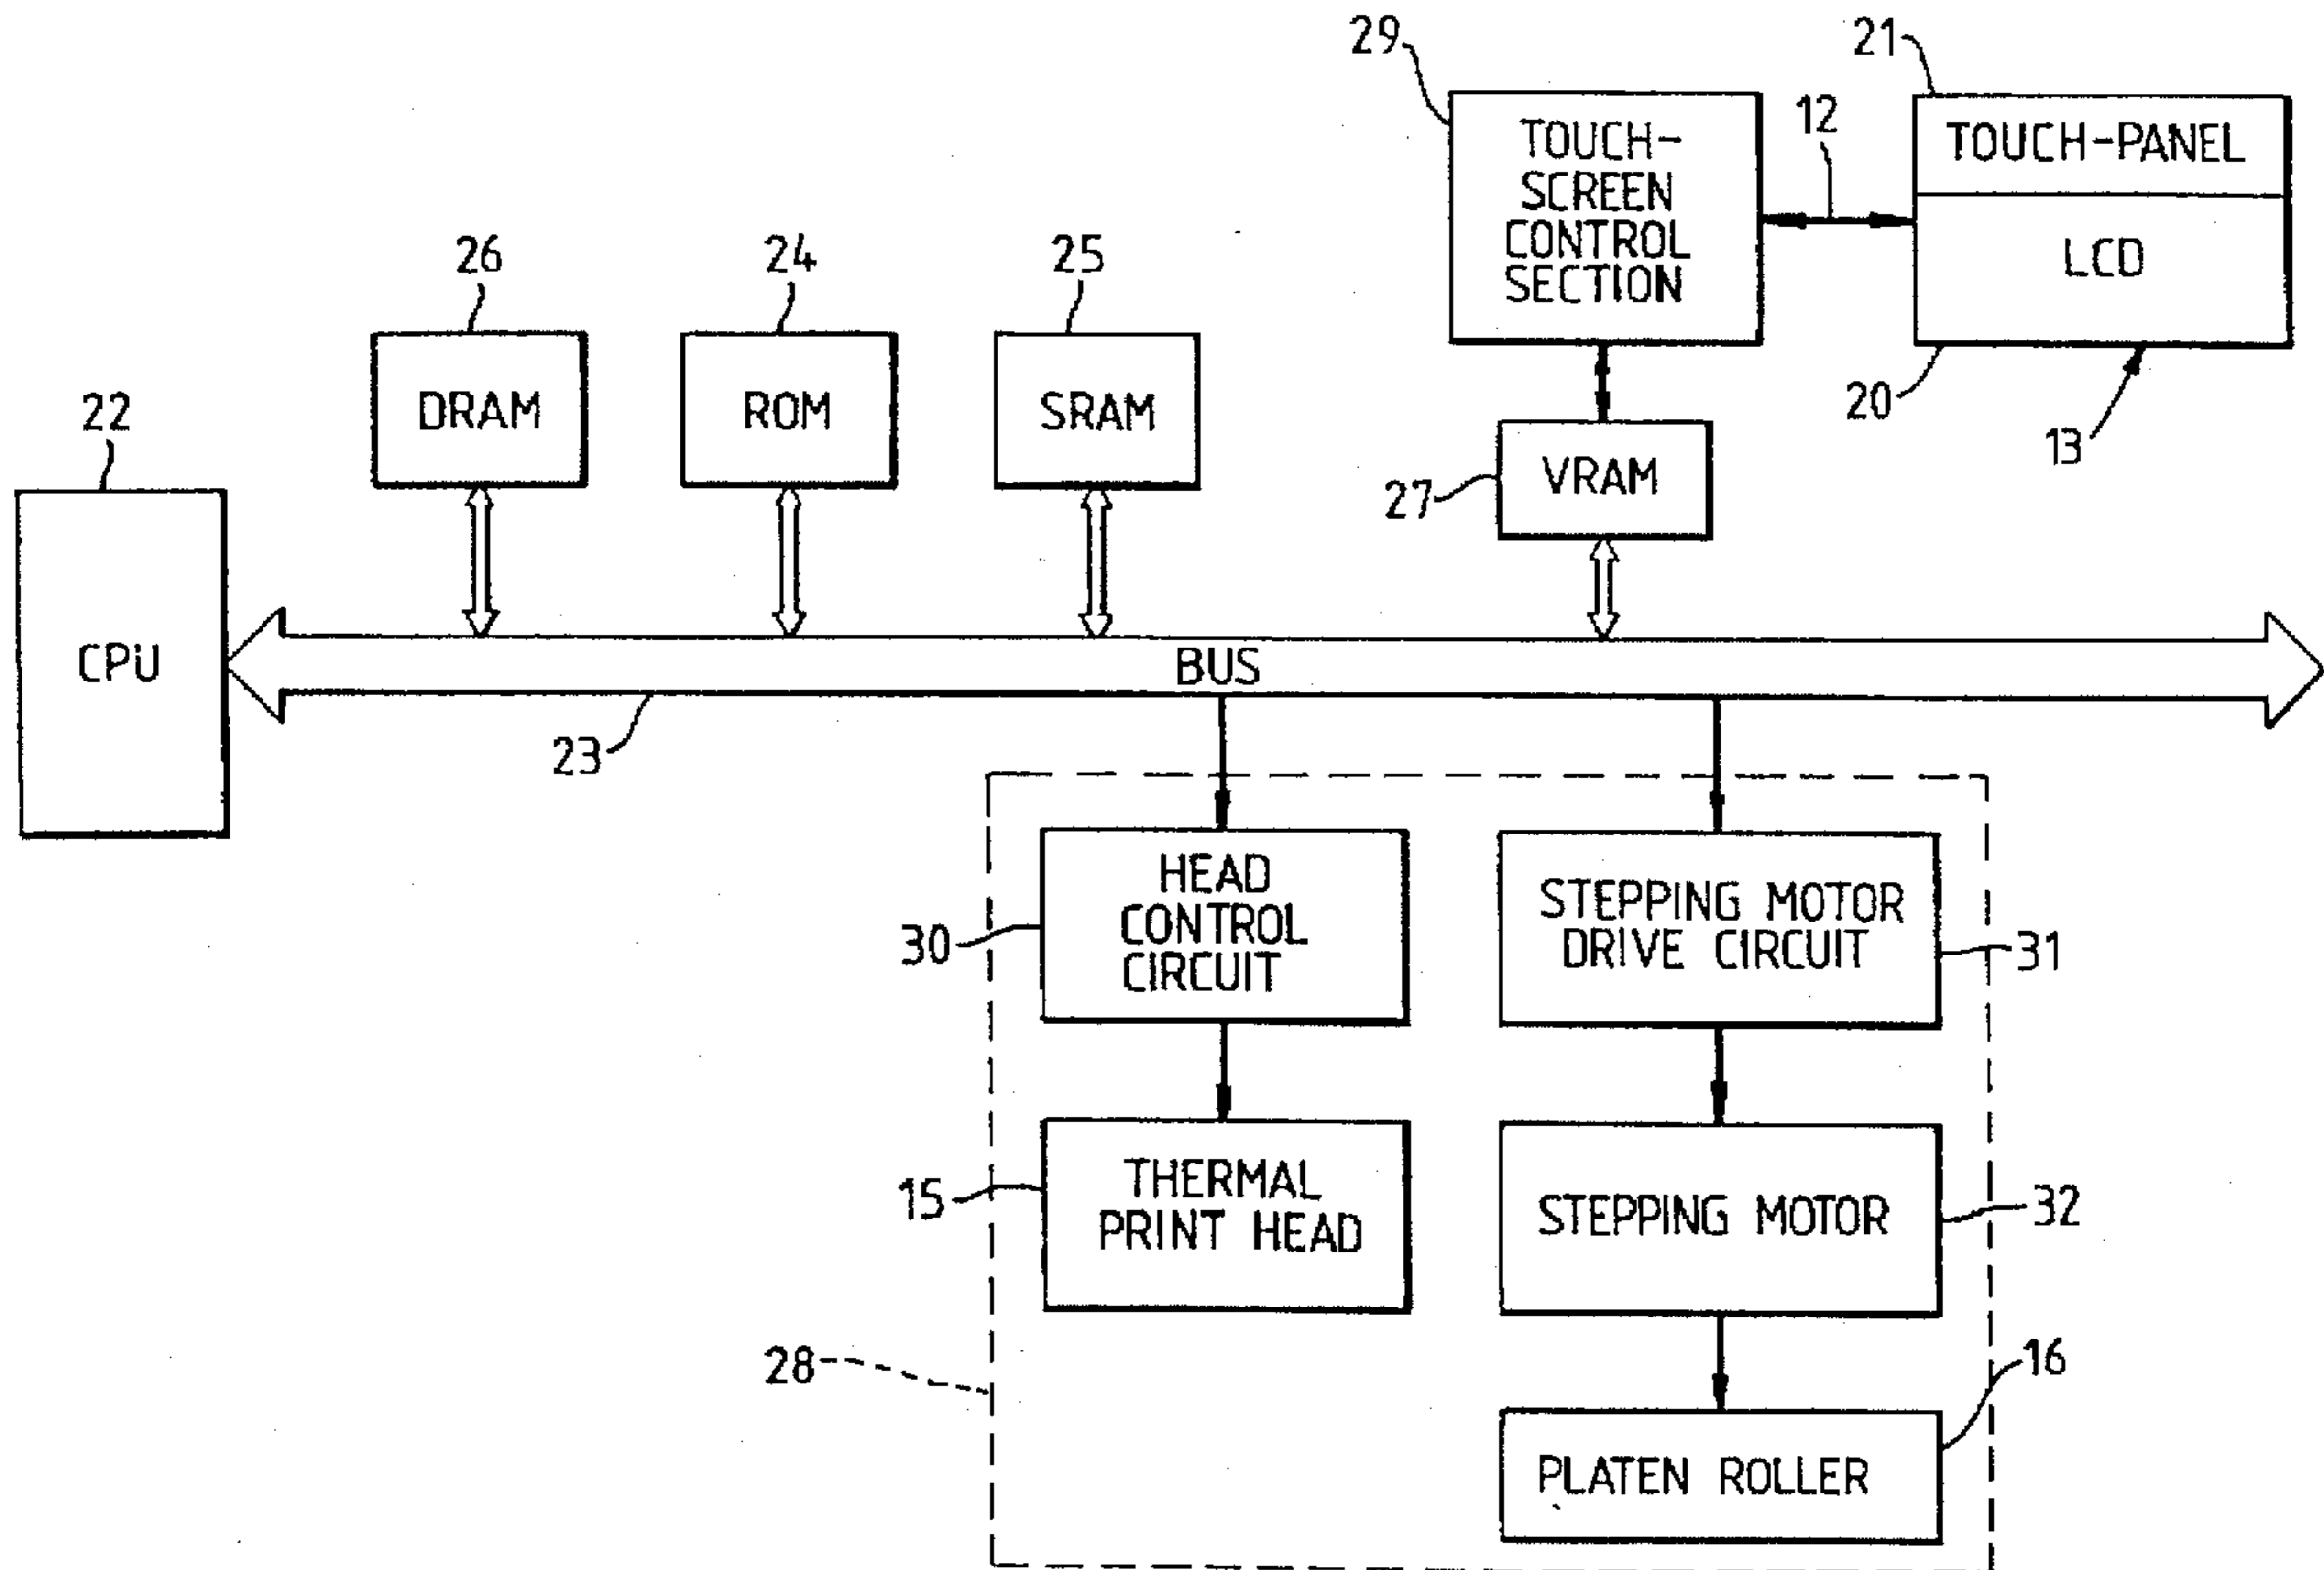 29
21
12
TOUCH-
SCREEN
CONTROL
SECTION
TOUCH-PANEL
LCD
26
24
25
20
13
22
DRAM
ROM
SRAM
27
VRAM
CPU
BUS
23
HEAD
CONTROL
CIRCUIT
30
STEPPING MOTOR
DRIVE CIRCUIT
31
15
THERMAL
PRINT HEAD
STEPPING MOTOR
32
28
16
PLATEN ROLLER